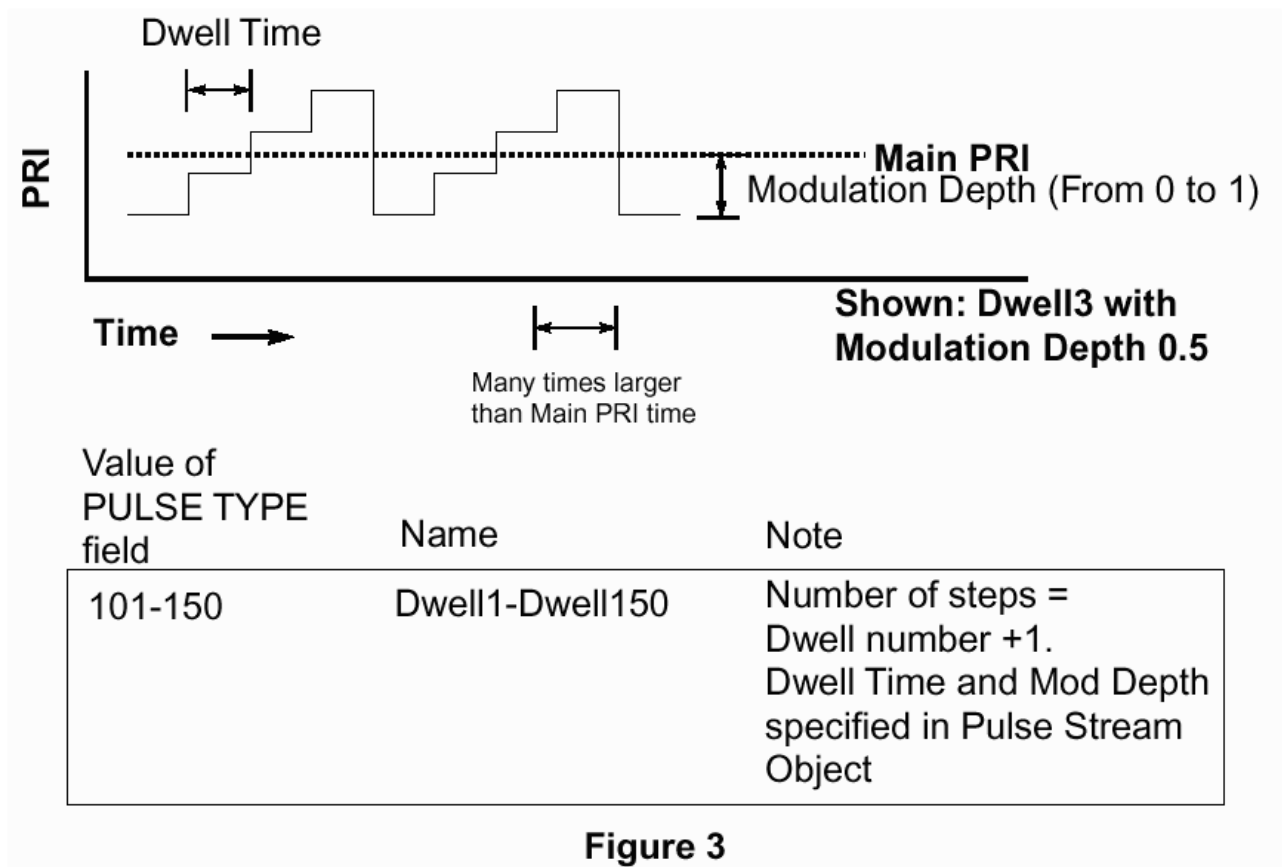 Dwell Time
PRI
Main PRI
Modulation Depth (From 0 to 1)
Time
Shown: Dwell3 with
Modulation Depth 0.5
Many times larger
than Main PRI time
Value of
PULSE TYPE
field
Name
Note
101-150
Dwell1-Dwell150
Number of steps =
Dwell number +1.
Dwell Time and Mod Depth
specified in Pulse Stream
Object
Figure 3